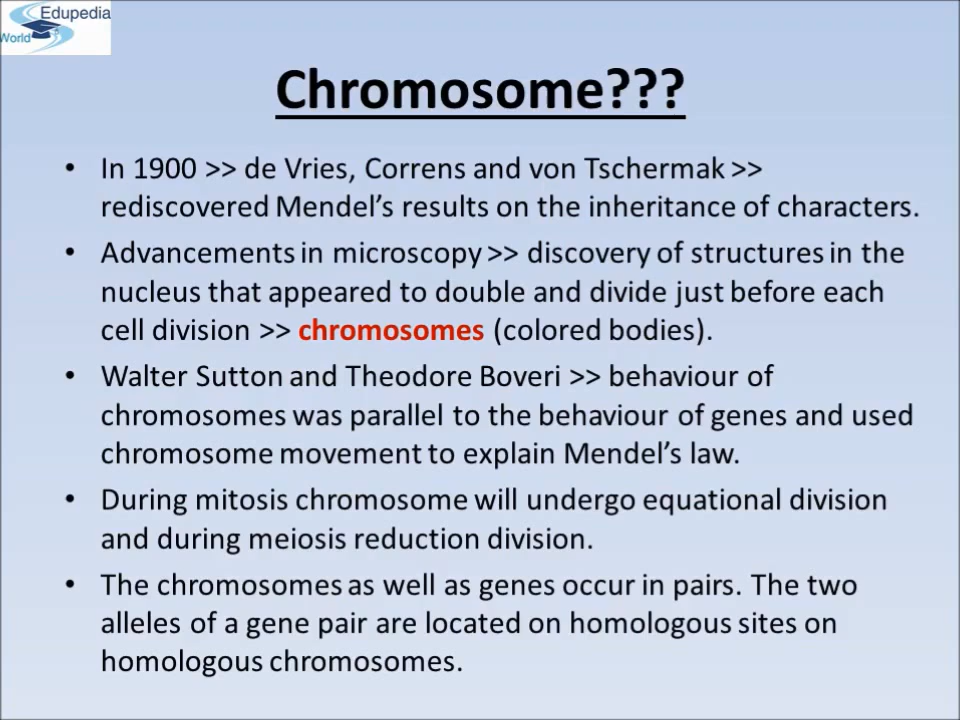 Edupedia
World
Chromosome???
• In 1900 >> de Vries, Correns and von Tschermak >>
rediscovered Mendel’s results on the inheritance of characters.
• Advancements in microscopy >> discovery of structures in the
nucleus that appeared to double and divide just before each
cell division >> chromosomes (colored bodies).
• Walter Sutton and Theodore Boveri >> behaviour of
chromosomes was parallel to the behaviour of genes and used
chromosome movement to explain Mendel’s law.
• During mitosis chromosome will undergo equational division
and during meiosis reduction division.
• The chromosomes as well as genes occur in pairs. The two
alleles of a gene pair are located on homologous sites on
homologous chromosomes.